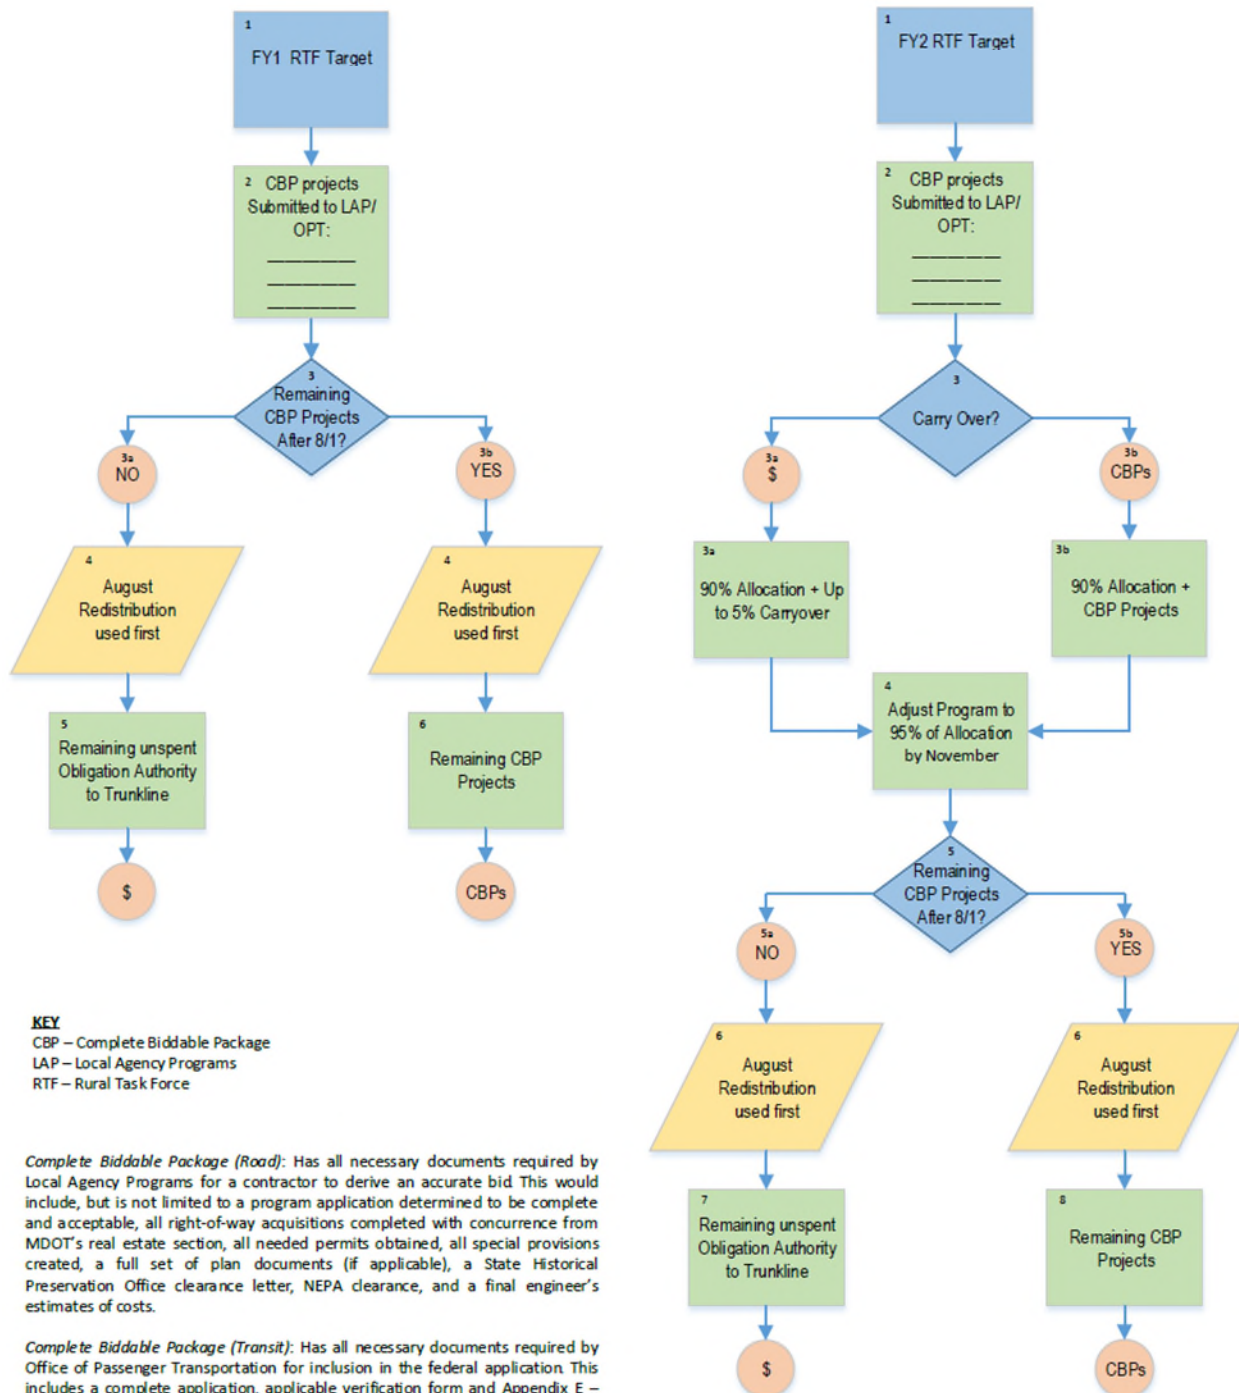 1
FY1 RTF Target
2 CBP projects
Submitted to LAP/
OPT:
3
Remaining
CBP Projects
After 8/1?
3a
NO
3b
YES
4
August
Redistribution
used first
4
August
Redistribution
used first
5
Remaining unspent
Obligation Authority
to Trunkline
6
Remaining CBP
Projects
$
CBPs
KEY
CBP – Complete Biddable Package
LAP – Local Agency Programs
RTF – Rural Task Force
Complete Biddable Package (Road): Has all necessary documents required by
Local Agency Programs for a contractor to derive an accurate bid. This would
include, but is not limited to a program application determined to be complete
and acceptable, all right-of-way acquisitions completed with concurrence from
MDOT's real estate section, all needed permits obtained, all special provisions
created, a full set of plan documents (if applicable), a State Historical
Preservation Office clearance letter, NEPA clearance, and a final engineer's
estimates of costs.
Complete Biddable Package (Transit): Has all necessary documents required by
Office of Passenger Transportation for inclusion in the federal application. This
includes a complete application, applicable verification form and Appendix E –
1
FY2 RTF Target
2
CBP projects
Submitted to LAP/
OPT:
3
Carry Over?
3a
$
3b
CBPs
3a
90% Allocation + Up
to 5% Carryover
3b
90% Allocation +
CBP Projects
4
Adjust Program to
95% of Allocation
by November
5
Remaining
CBP Projects
After 8/1?
5a
NO
5b
YES
6
August
Redistribution
used first
6
August
Redistribution
used first
7
Remaining unspent
Obligation Authority
to Trunkline
8
Remaining CBP
Projects
$
CBPs